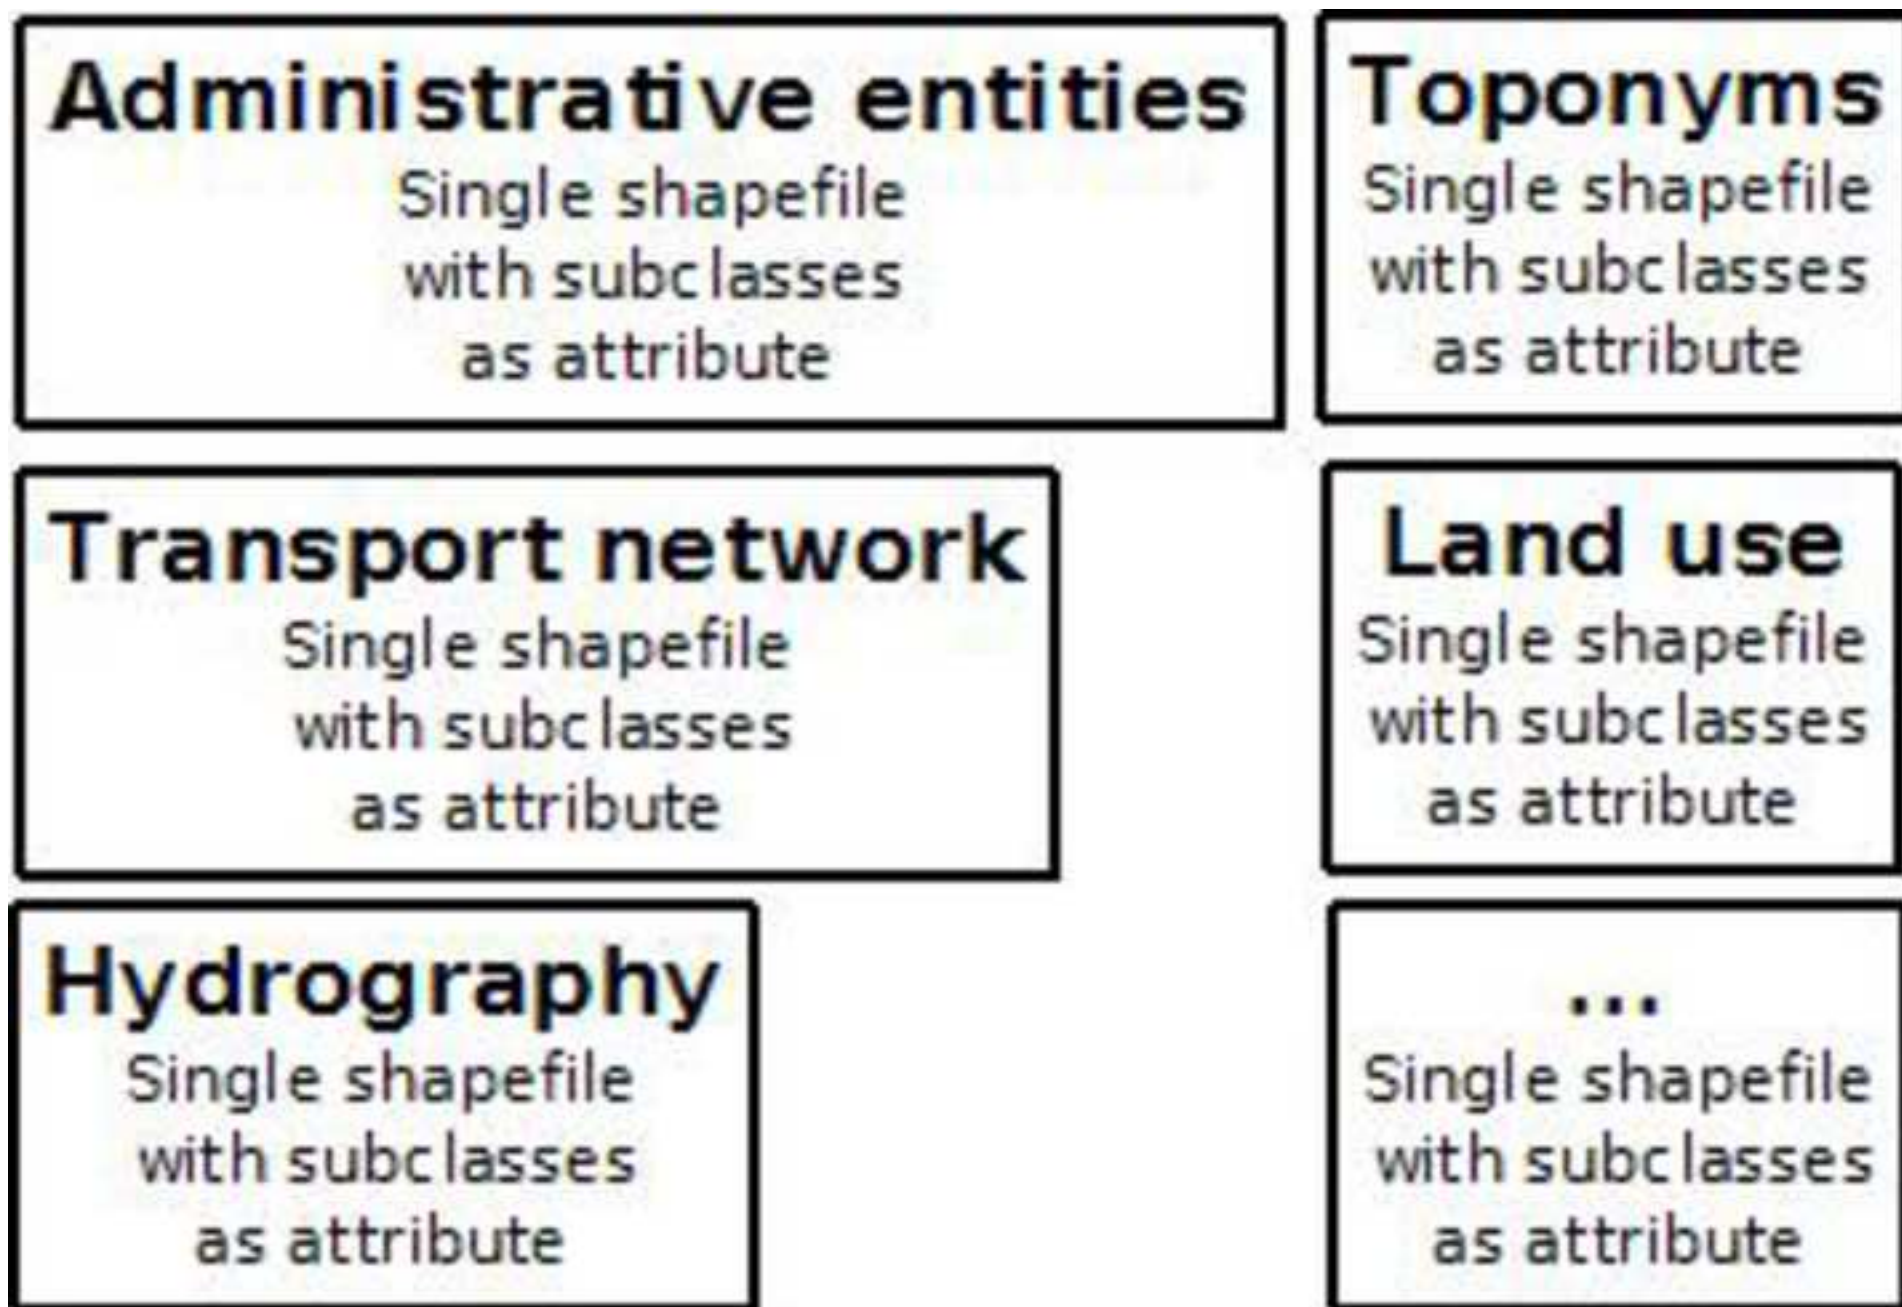 Administrative entities
Single shapefile
with subclasses
as attribute
Toponyms
Single shapefile
with subclasses
as attribute
Transport network
Single shapefile
with subclasses
as attribute
Land use
Single shapefile
with subclasses
as attribute
Hydrography
Single shapefile
with subclasses
as attribute
...
Single shapefile
with subclasses
as attribute